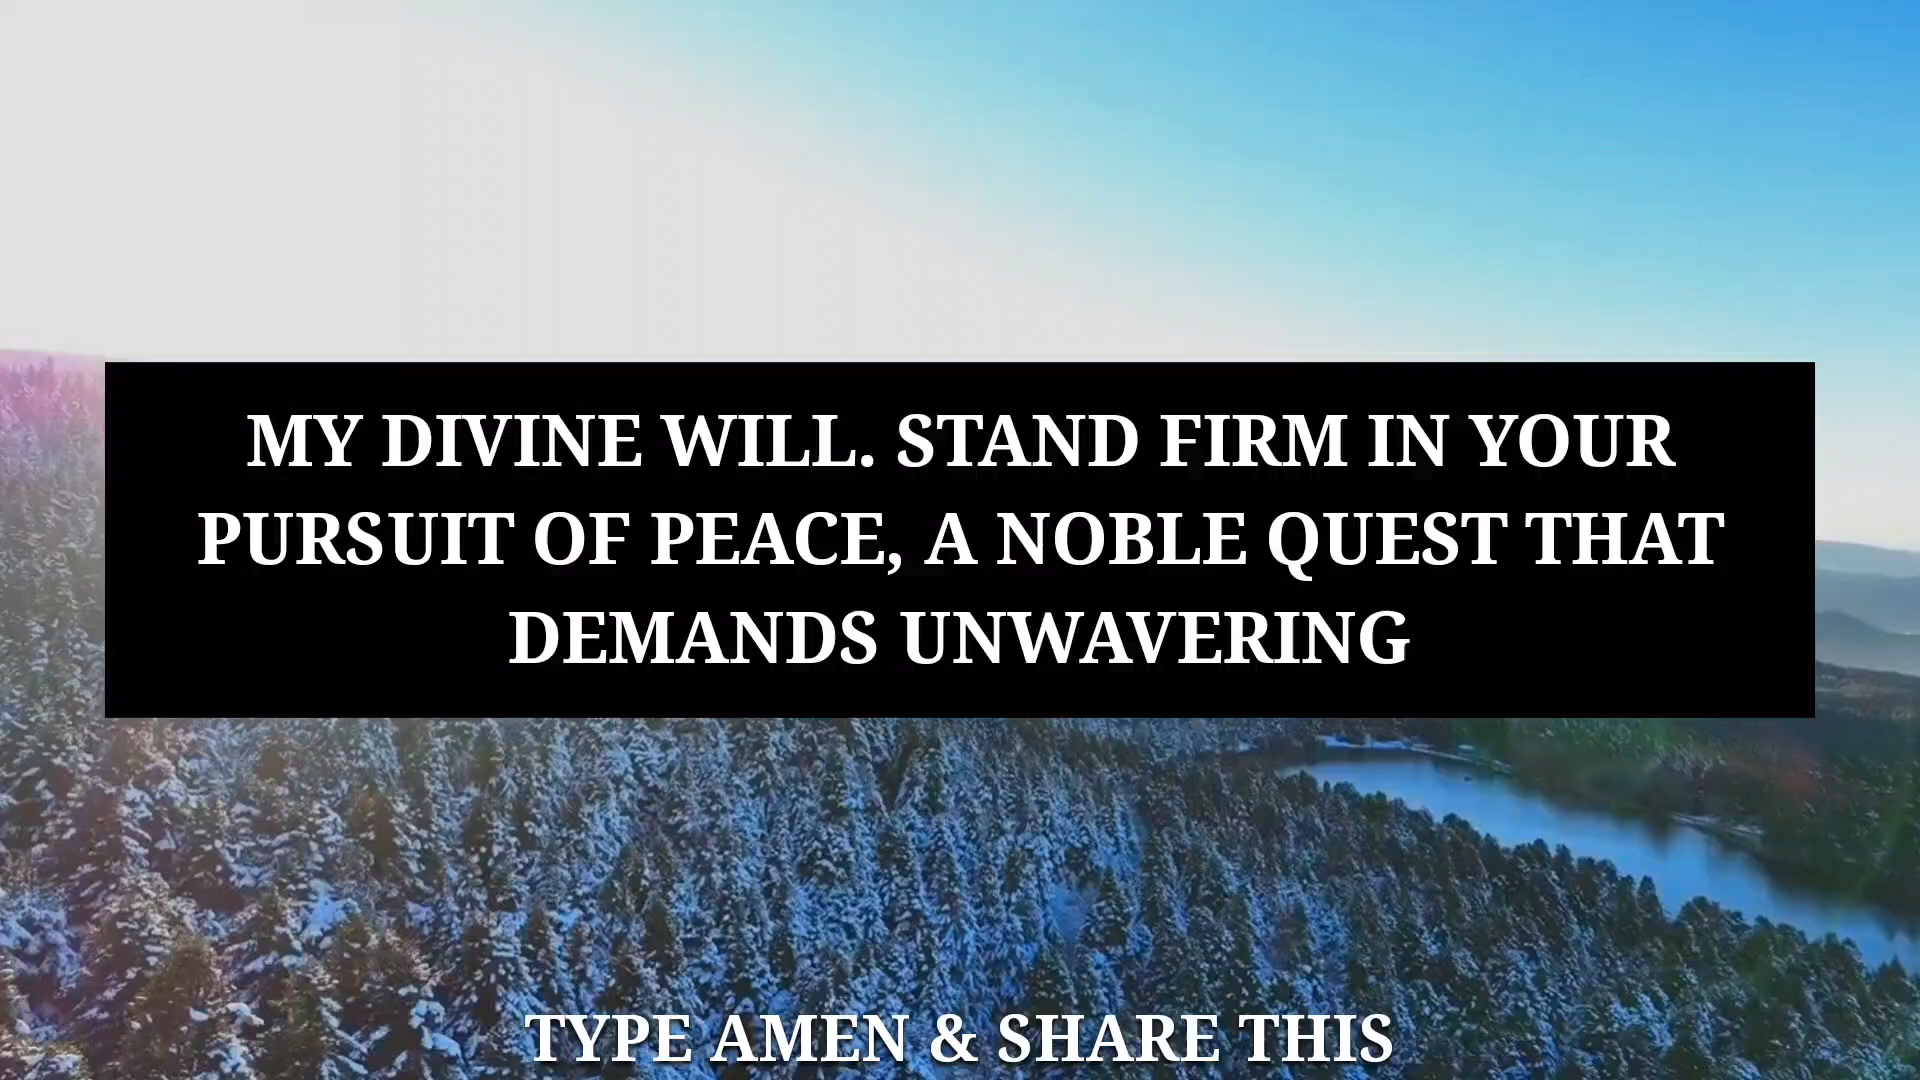 MY DIVINE WILL. STAND FIRM IN YOUR
PURSUIT OF PEACE, A NOBLE QUEST THAT
DEMANDS UNWAVERING
TYPE AMEN & SHARE THIS